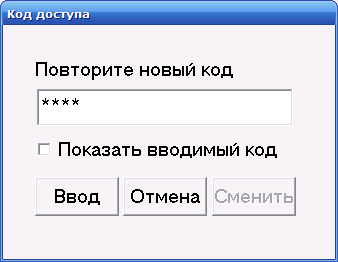 Код доступа
Повторите новый код
****
Показать вводимый код
Ввод Отмена Сменить